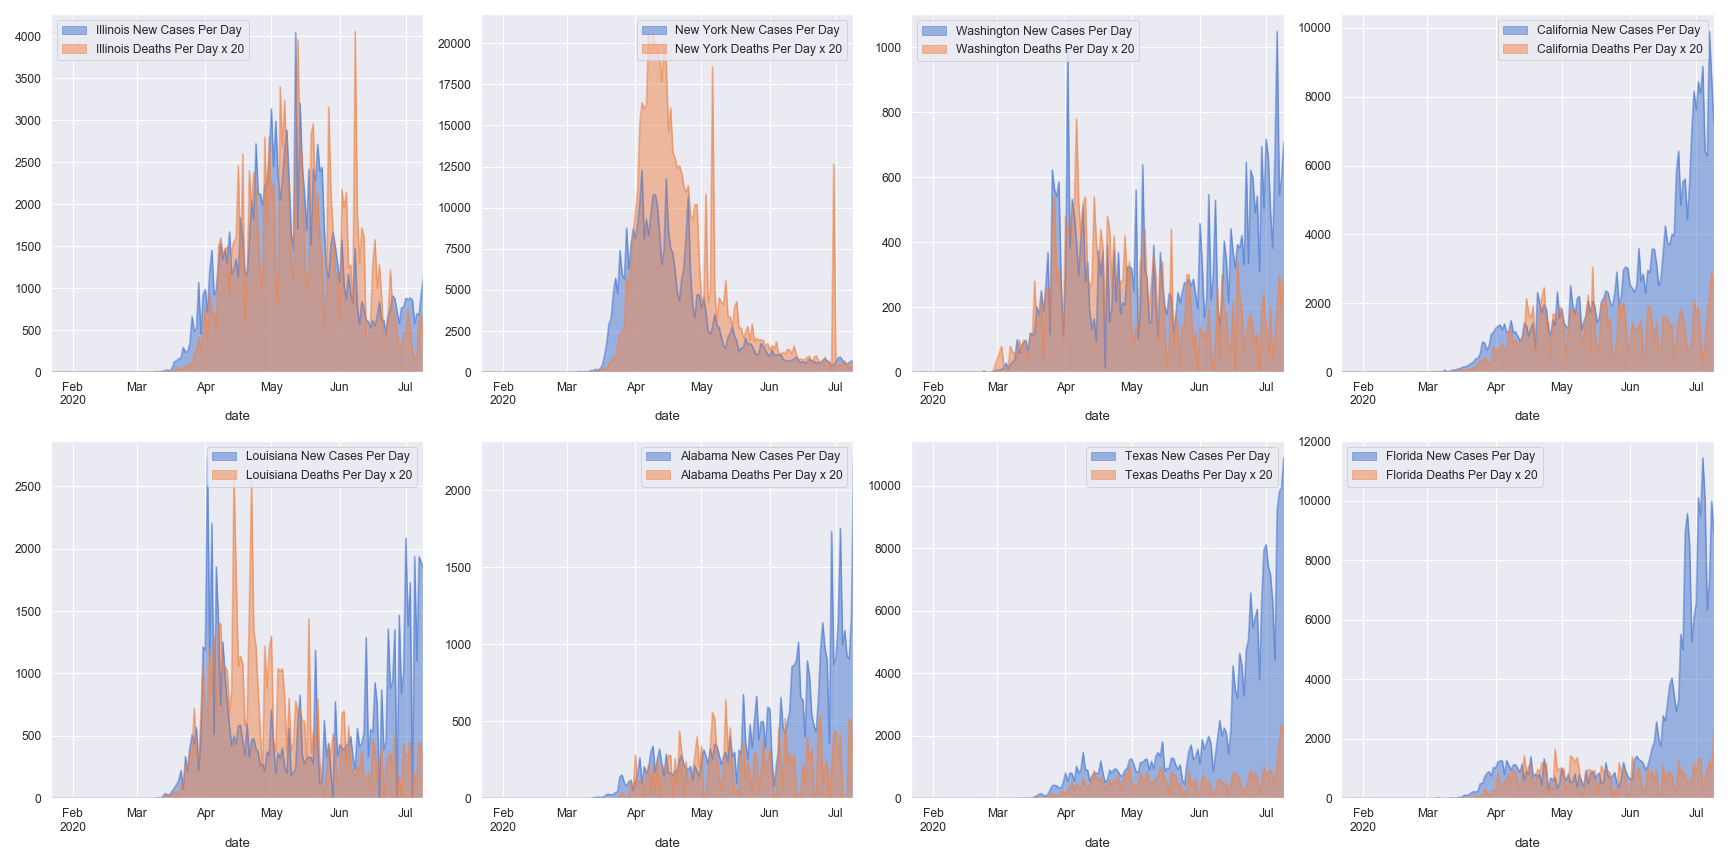 Illinois New Cases Per Day
Illinois Deaths Per Day x 20
4000
3500
3000
2500
2000
1500
1000
500
0
Feb
2020
Mar
Apr
May
Jun
Jul
date
New York New Cases Per Day
New York Deaths Per Day x 20
20000
17500
15000
12500
10000
7500
5000
2500
0
Feb
2020
Mar
Apr
May
Jun
Jul
date
Washington New Cases Per Day
Washington Deaths Per Day x 20
1000
800
600
400
200
0
Feb
2020
Mar
Apr
May
Jun
Jul
date
California New Cases Per Day
California Deaths Per Day x 20
10000
8000
6000
4000
2000
0
Feb
2020
Mar
Apr
May
Jun
Jul
date
Louisiana New Cases Per Day
Louisiana Deaths Per Day x 20
2500
2000
1500
1000
500
0
Feb
2020
Mar
Apr
May
Jun
Jul
date
Alabama New Cases Per Day
Alabama Deaths Per Day x 20
2000
1500
1000
500
0
Feb
2020
Mar
Apr
May
Jun
Jul
date
Texas New Cases Per Day
Texas Deaths Per Day x 20
10000
8000
6000
4000
2000
0
Feb
2020
Mar
Apr
May
Jun
Jul
date
Florida New Cases Per Day
Florida Deaths Per Day x 20
12000
10000
8000
6000
4000
2000
0
Feb
2020
Mar
Apr
May
Jun
Jul
date